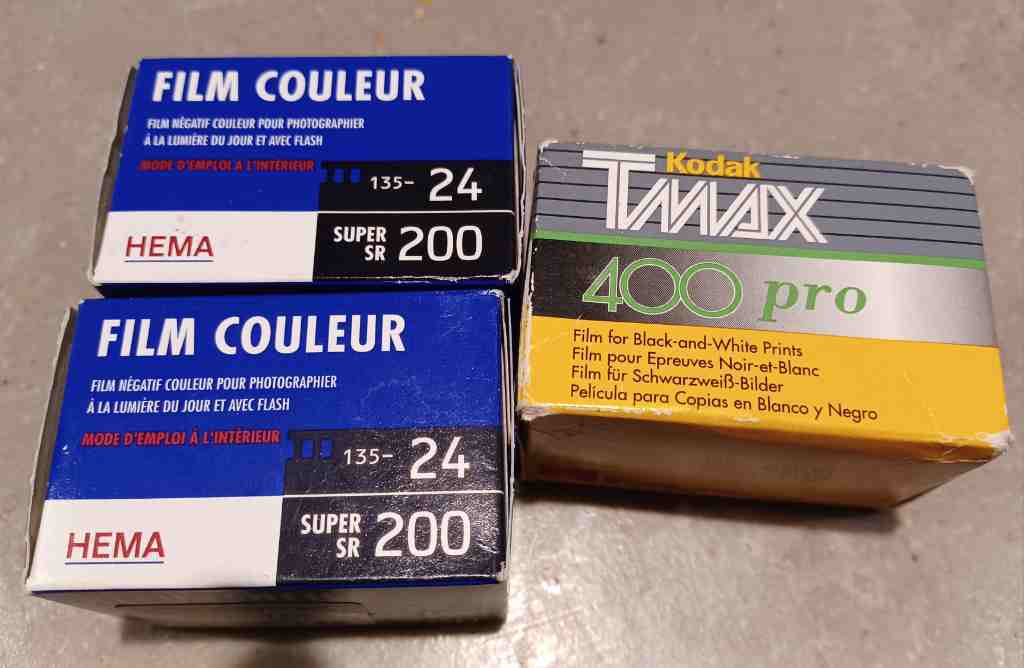 FILM COULEUR
FILM NÉGATIF COULEUR POUR PHOTOGRAPHIER
À LA LUMIÈRE DU JOUR ET AVEC FLASH
MODE D'EMPLOI À L'INTÉRIEUR
135- 24
HEMA
SUPER SR 200
FILM COULEUR
FILM NÉGATIF COULEUR POUR PHOTOGRAPHIER
À LA LUMIÈRE DU JOUR ET AVEC FLASH
MODE D'EMPLOI À L'INTÉRIEUR
135- 24
HEMA
SUPER SR 200
Kodak
TMAX
400 pro
Film for Black-and-White Prints
Film pour Epreuves Noir-et-Blanc
Film für Schwarzweiß-Bilder
Película para Copias en Blanco y Negro